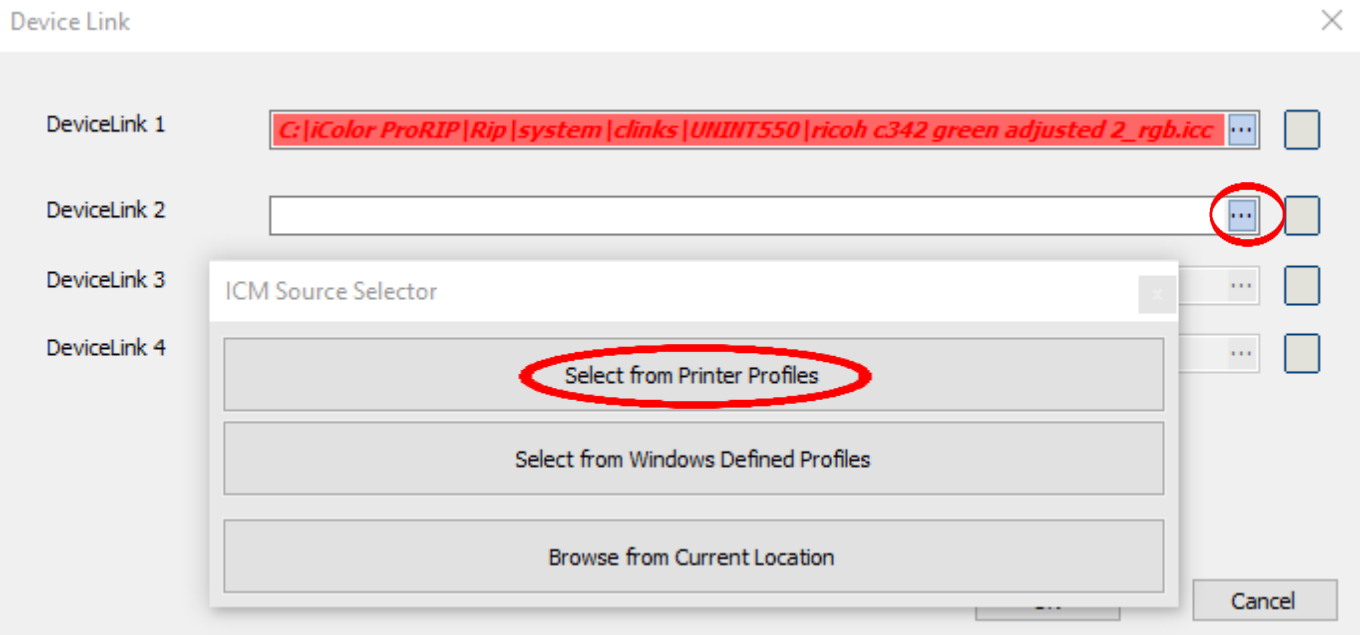 Device Link
DeviceLink 1
C:|iColor ProRIP|Rip|system|clinks|UNINT550|ricoh c342 green adjusted 2_rgb.icc ...
DeviceLink 2
...
DeviceLink 3
...
DeviceLink 4
...
ICM Source Selector
x
Select from Printer Profiles
Select from Windows Defined Profiles
Browse from Current Location
Cancel